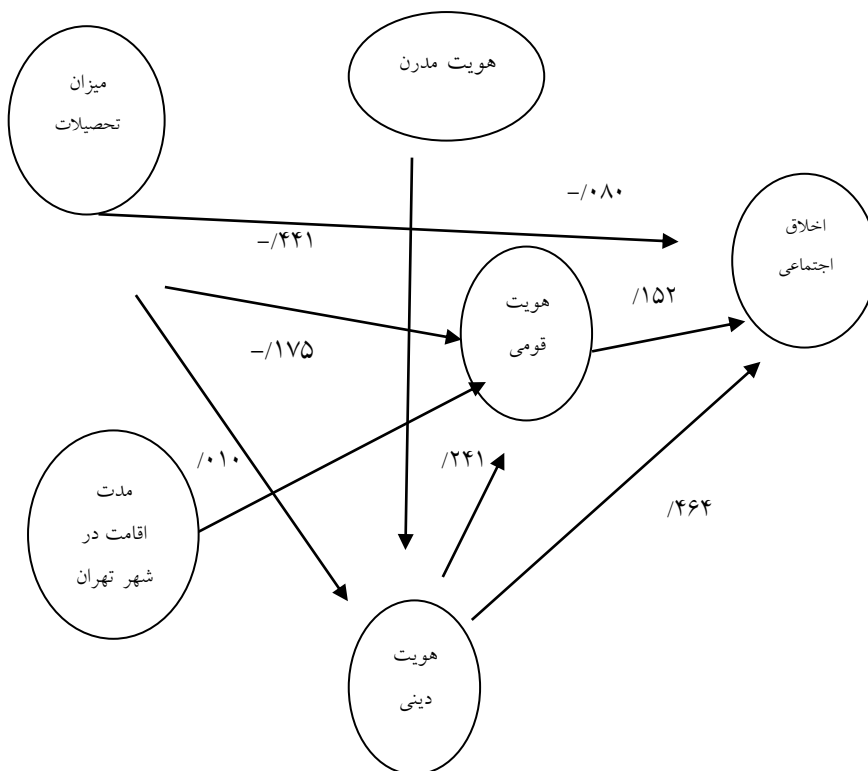 هویت مدرن
میزان
تحصیلات
-/۰۸۰
اخلاق
اجتماعی
-/۴۴۱
هویت
قومی
/۱۵۲
-/۱۷۵
/۰۱۰
/۲۴۱
مدت
اقامت در
شهر تهران
/۴۶۴
هویت
دینی